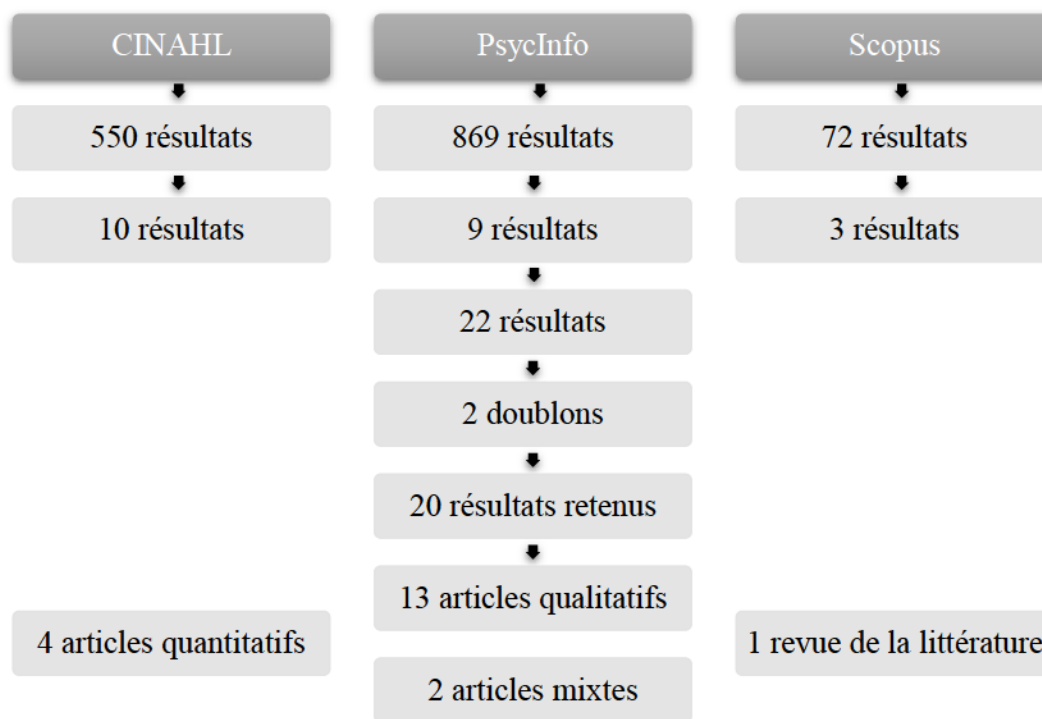 CINAHL
PsycInfo
Scopus
550 résultats
869 résultats
72 résultats
10 résultats
9 résultats
3 résultats
22 résultats
2 doublons
20 résultats retenus
13 articles qualitatifs
4 articles quantitatifs
1 revue de la littérature
2 articles mixtes